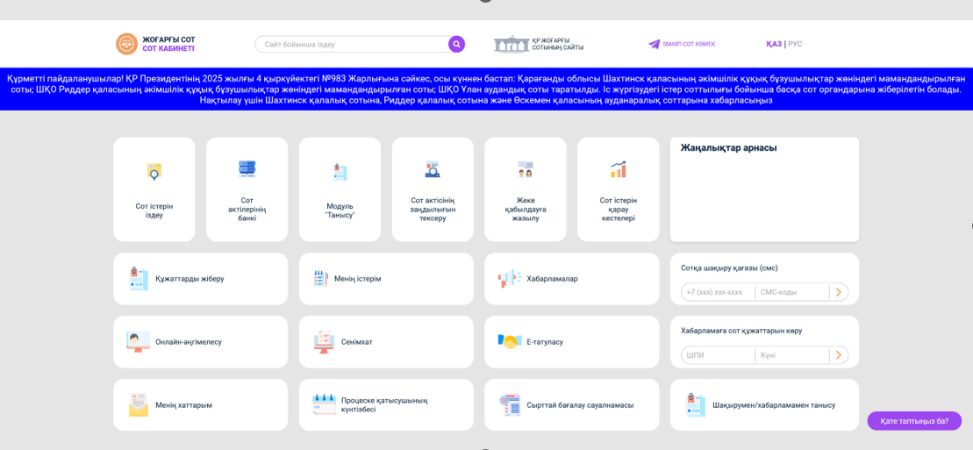 ЖОҒАРҒЫ СОТ
СОТ КАБИНЕТІ
Сайт бойынша іздеу
ҚР ЖОҒАРҒЫ
СОТЫНЫҢ САЙТЫ
SMART-СОТ КӨМЕК
ҚАЗ | РУС
Құрметті пайдаланушылар! ҚР Президентінің 2025 жылғы 4 қыркүйектегі №983 Жарлығына сәйкес, осы күннен бастап: Қарағанды облысы Шахтинск қаласының әкімшілік құқық бұзушылықтар жөніндегі мамандандырылған
соты; ШҚО Риддер қаласының әкімшілік құқық бұзушылықтар жөніндегі мамандандырылған соты; ШҚО Ұлан аудандық соты таратылды. Іс жүргізудегі істер соттылығы бойынша басқа сот органдарына жіберілетін болады.
Нақтылау үшін Шахтинск қалалық сотына, Риддер қалалық сотына және Өскемен қаласының ауданаралық соттарына хабарласыңыз
Сот істерін
іздеу
Сот
актілерінің
банкі
Модуль
"Танысу"
Сот актісінің
заңдылығын
тексеру
Жеке
қабылдауға
жазылу
Сот істерін
қарау
кестелері
Жаңалықтар арнасы
Құжаттарды жіберу
Менің істерім
Хабарламалар
Сотқа шақыру қағазы (смс)
+7 (xxx) xxx-xxxx
СМС-коды
Онлайн-әңгімелесу
Сенімхат
Е-татуласу
Хабарламаға сот құжаттарын көру
ШПИ
Күні
Менің хаттарым
Процеске қатысушының
күнтізбесі
Сырттай бағалау сауалнамасы
Шақырумен/хабарламамен танысу
Қате таптыңыз ба?